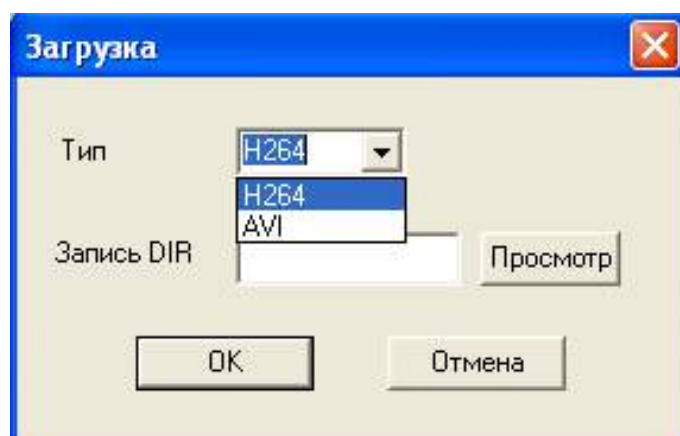 Загрузка
Тип
H264
H264
AVI
Запись DIR
Просмотр
OK
Отмена